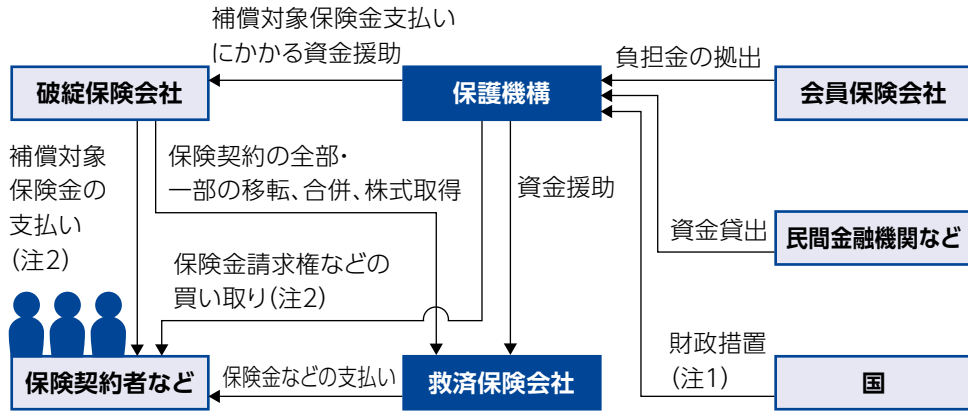 補償対象保険金支払い
にかかる資金援助
負担金の拠出
破綻保険会社
保護機構
会員保険会社
補償対象
保険金の
支払い
(注2)
保険契約の全部・
一部の移転、合併、株式取得
資金援助
資金貸出
民間金融機関など
保険金請求権などの
買い取り(注2)
財政措置
(注1)
保険契約者など
保険金などの支払い
救済保険会社
国